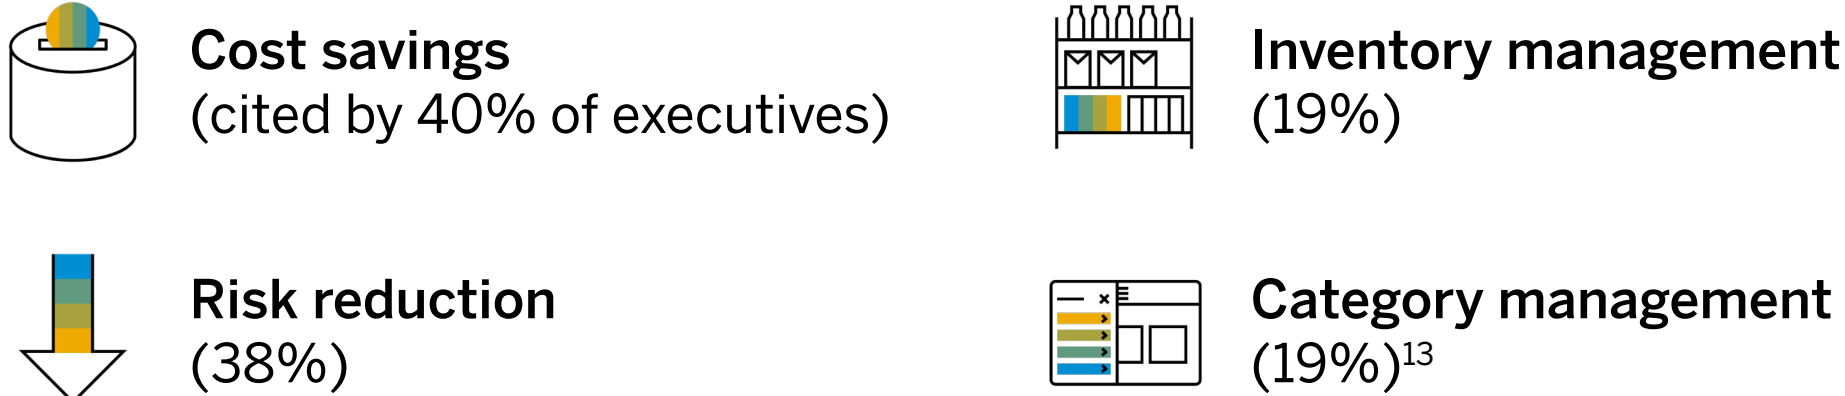 Cost savings
(cited by 40% of executives)
Inventory management
(19%)
Risk reduction
(38%)
Category management
(19%)¹³